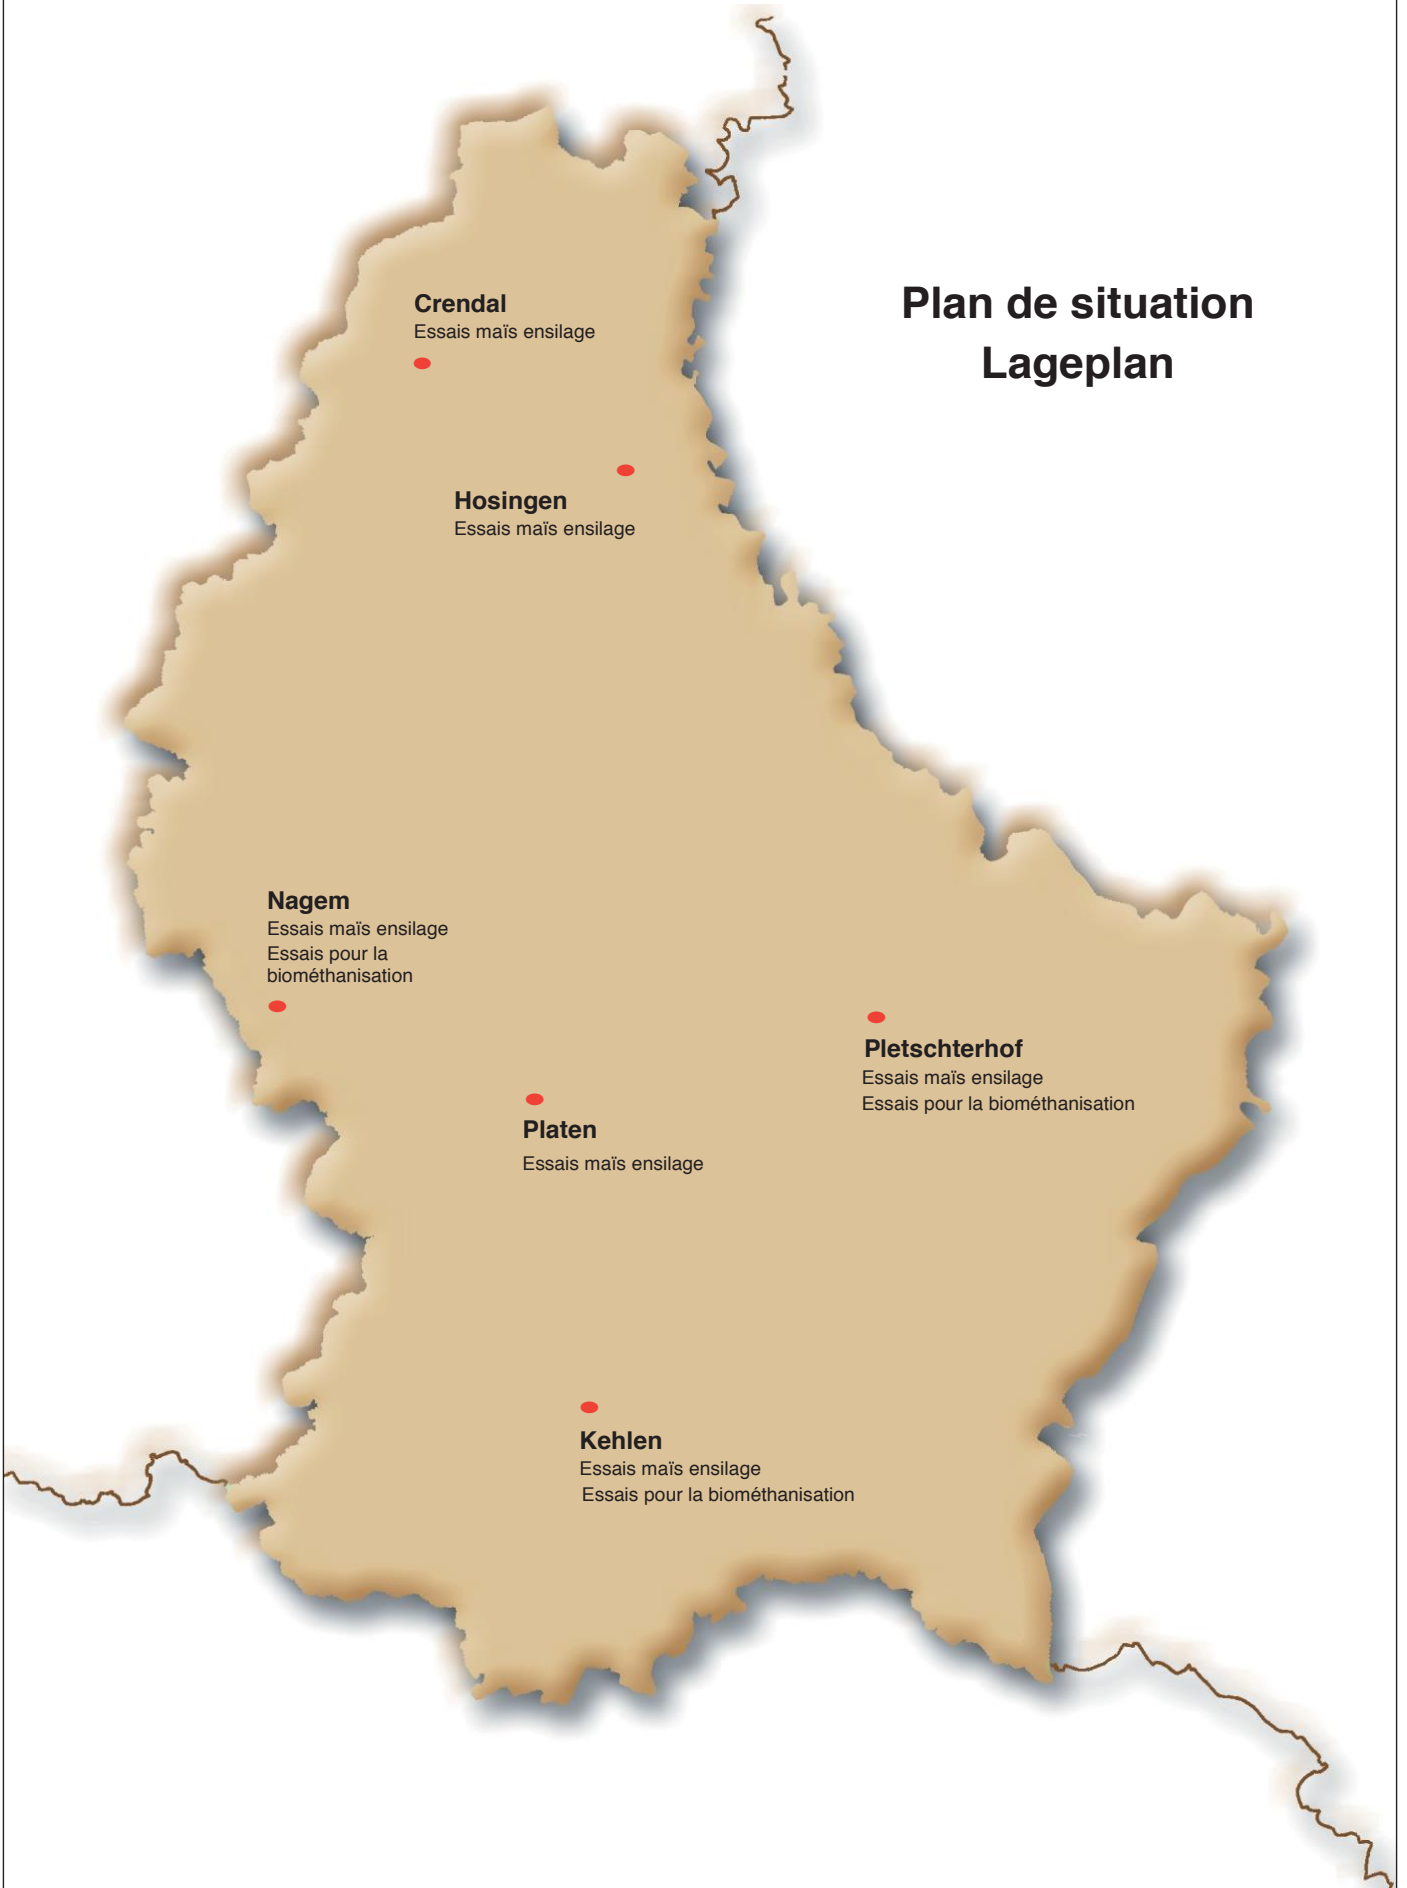 Plan de situation
Lageplan
Crendal
Essais maïs ensilage
Hosingen
Essais maïs ensilage
Nagem
Essais maïs ensilage
Essais pour la
biométhanisation
Pletschterhof
Essais maïs ensilage
Essais pour la biométhanisation
Platen
Essais maïs ensilage
Kehlen
Essais maïs ensilage
Essais pour la biométhanisation